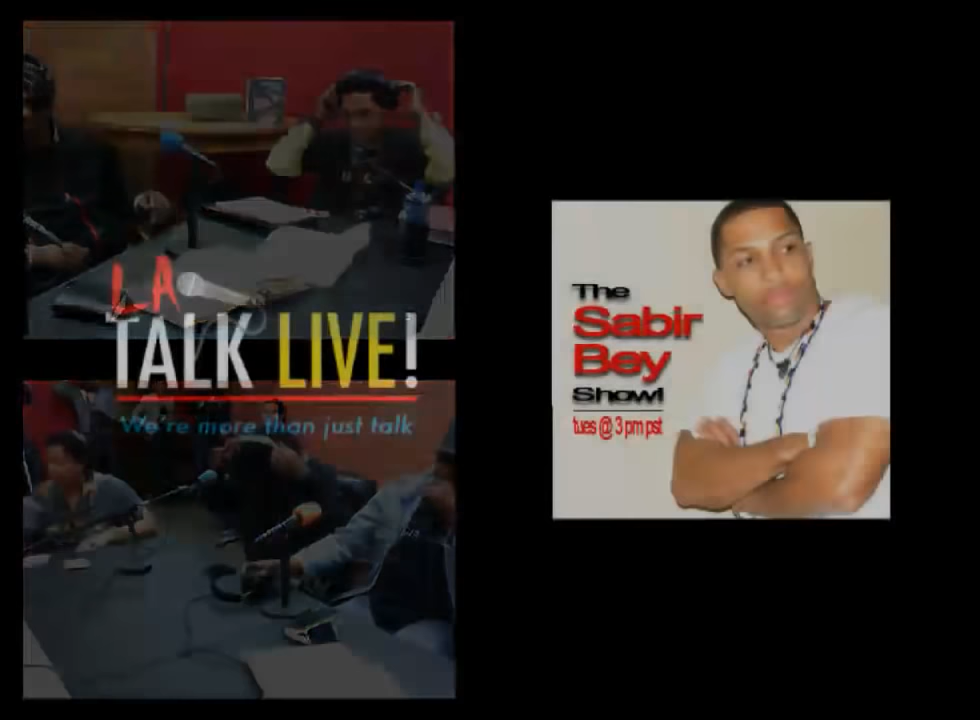 LA
TALK LIVE!
We're more than just talk
The
Sabir
Bey
Show!
tues @ 3 pm pst